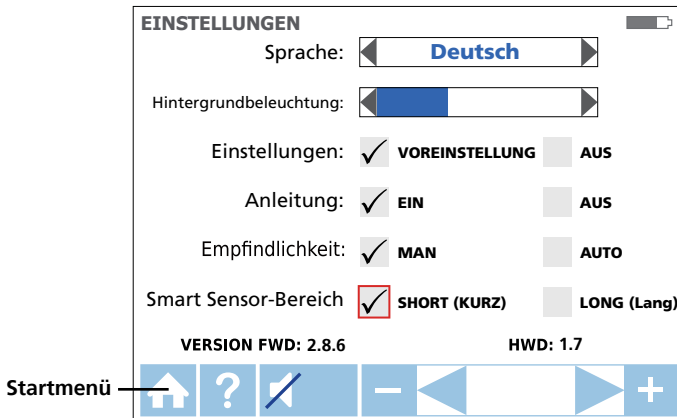 EINSTELLUNGEN
Sprache: Deutsch
Hintergrundbeleuchtung:
Einstellungen: VOREINSTELLUNG AUS
Anleitung: EIN AUS
Empfindlichkeit: MAN AUTO
Smart Sensor-Bereich SHORT (KURZ) LONG (Lang)
VERSION FWD: 2.8.6 HWD: 1.7
Startmenü ? − +